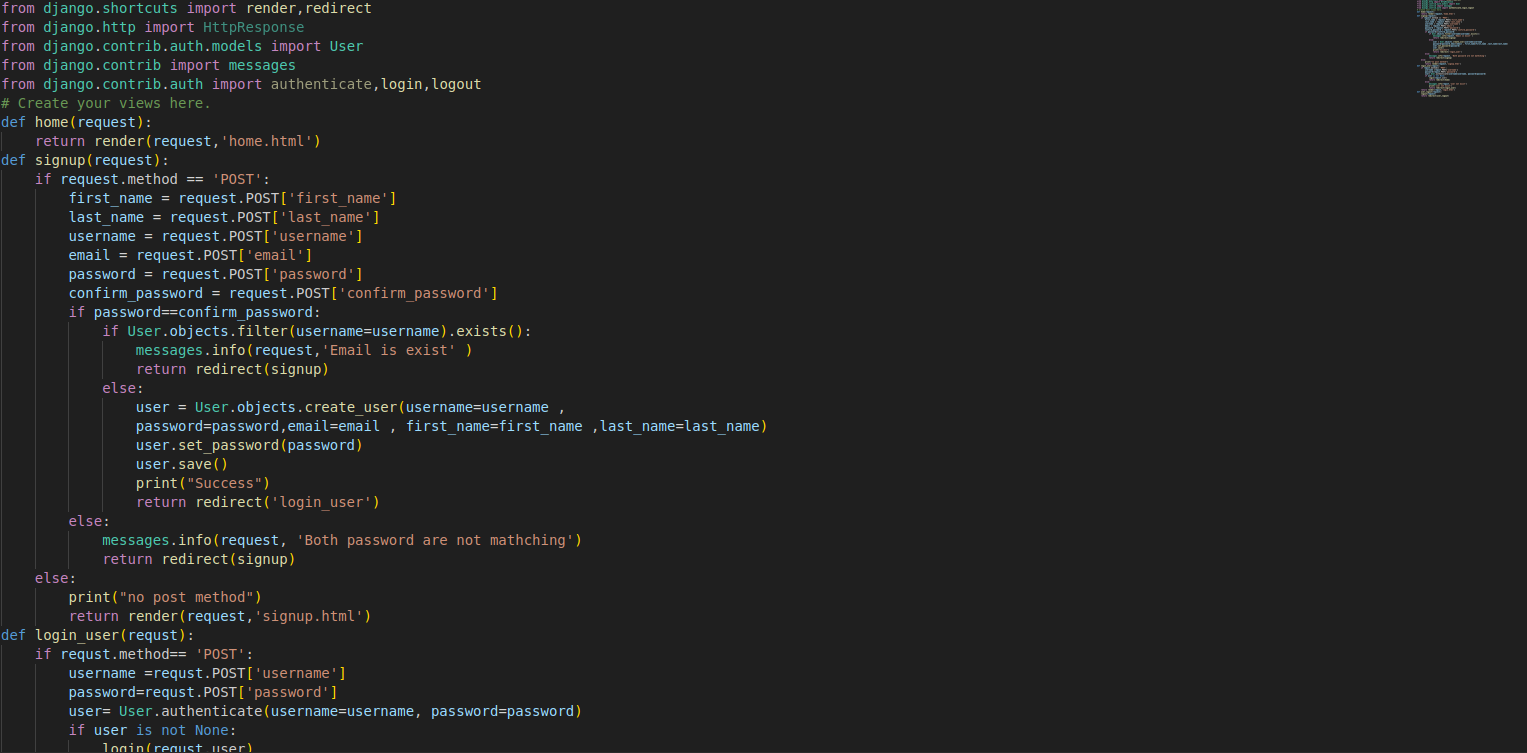 from django.shortcuts import render,redirect
from django.http import HttpResponse
from django.contrib.auth.models import User
from django.contrib import messages
from django.contrib.auth import authenticate,login,logout
# Create your views here.
def home(request):
    return render(request,'home.html')
def signup(request):
    if request.method == 'POST':
        first_name = request.POST['first_name']
        last_name = request.POST['last_name']
        username = request.POST['username']
        email = request.POST['email']
        password = request.POST['password']
        confirm_password = request.POST['confirm_password']
        if password==confirm_password:
            if User.objects.filter(username=username).exists():
                messages.info(request,'Email is exist' )
                return redirect(signup)
            else:
                user = User.objects.create_user(username=username ,
                password=password,email=email , first_name=first_name ,last_name=last_name)
                user.set_password(password)
                user.save()
                print("Success")
                return redirect('login_user')
        else:
            messages.info(request, 'Both password are not mathching')
            return redirect(signup)
    else:
        print("no post method")
        return render(request,'signup.html')
def login_user(requst):
    if requst.method== 'POST':
        username =requst.POST['username']
        password=requst.POST['password']
        user= User.authenticate(username=username, password=password)
        if user is not None:
            login(requst,user)